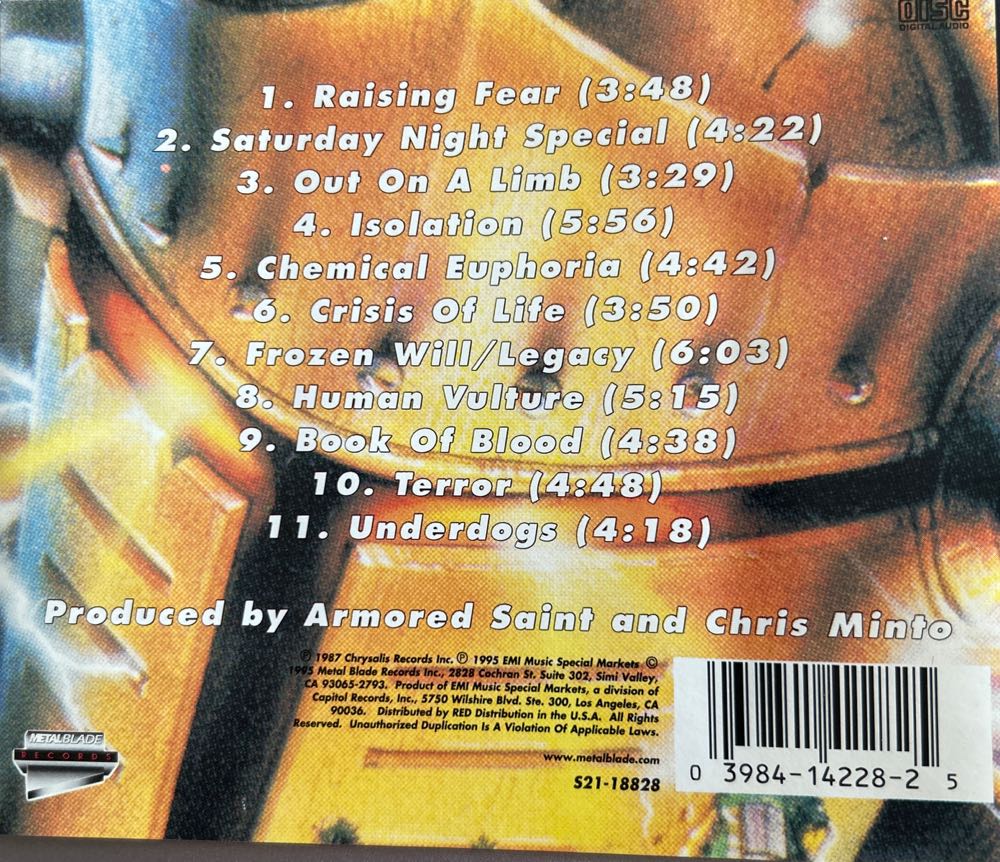 DISC
DIGITAL AUDIO
1. Raising Fear (3:48)
2. Saturday Night Special (4:22)
3. Out On A Limb (3:29)
4. Isolation (5:56)
5. Chemical Euphoria (4:42)
6. Crisis Of Life (3:50)
7. Frozen Will/Legacy (6:03)
8. Human Vulture (5:15)
9. Book Of Blood (4:38)
10. Terror (4:48)
11. Underdogs (4:18)
Produced by Armored Saint and Chris Minto
℗ 1987 Chrysalis Records Inc. ℗ 1995 EMI Music Special Markets ©
1995 Metal Blade Records Inc., 2828 Cochran St. Suite 302, Simi Valley,
CA 93065-2793. Product of EMI Music Special Markets, a division of
Capitol Records, Inc., 5750 Wilshire Blvd. Ste. 300, Los Angeles, CA
90036. Distributed by RED Distribution in the U.S.A. All Rights
Reserved. Unauthorized Duplication Is A Violation Of Applicable Laws.
www.metalblade.com
S21-18828
METALBLADE
RECORDS
0 3984-14228-2 5